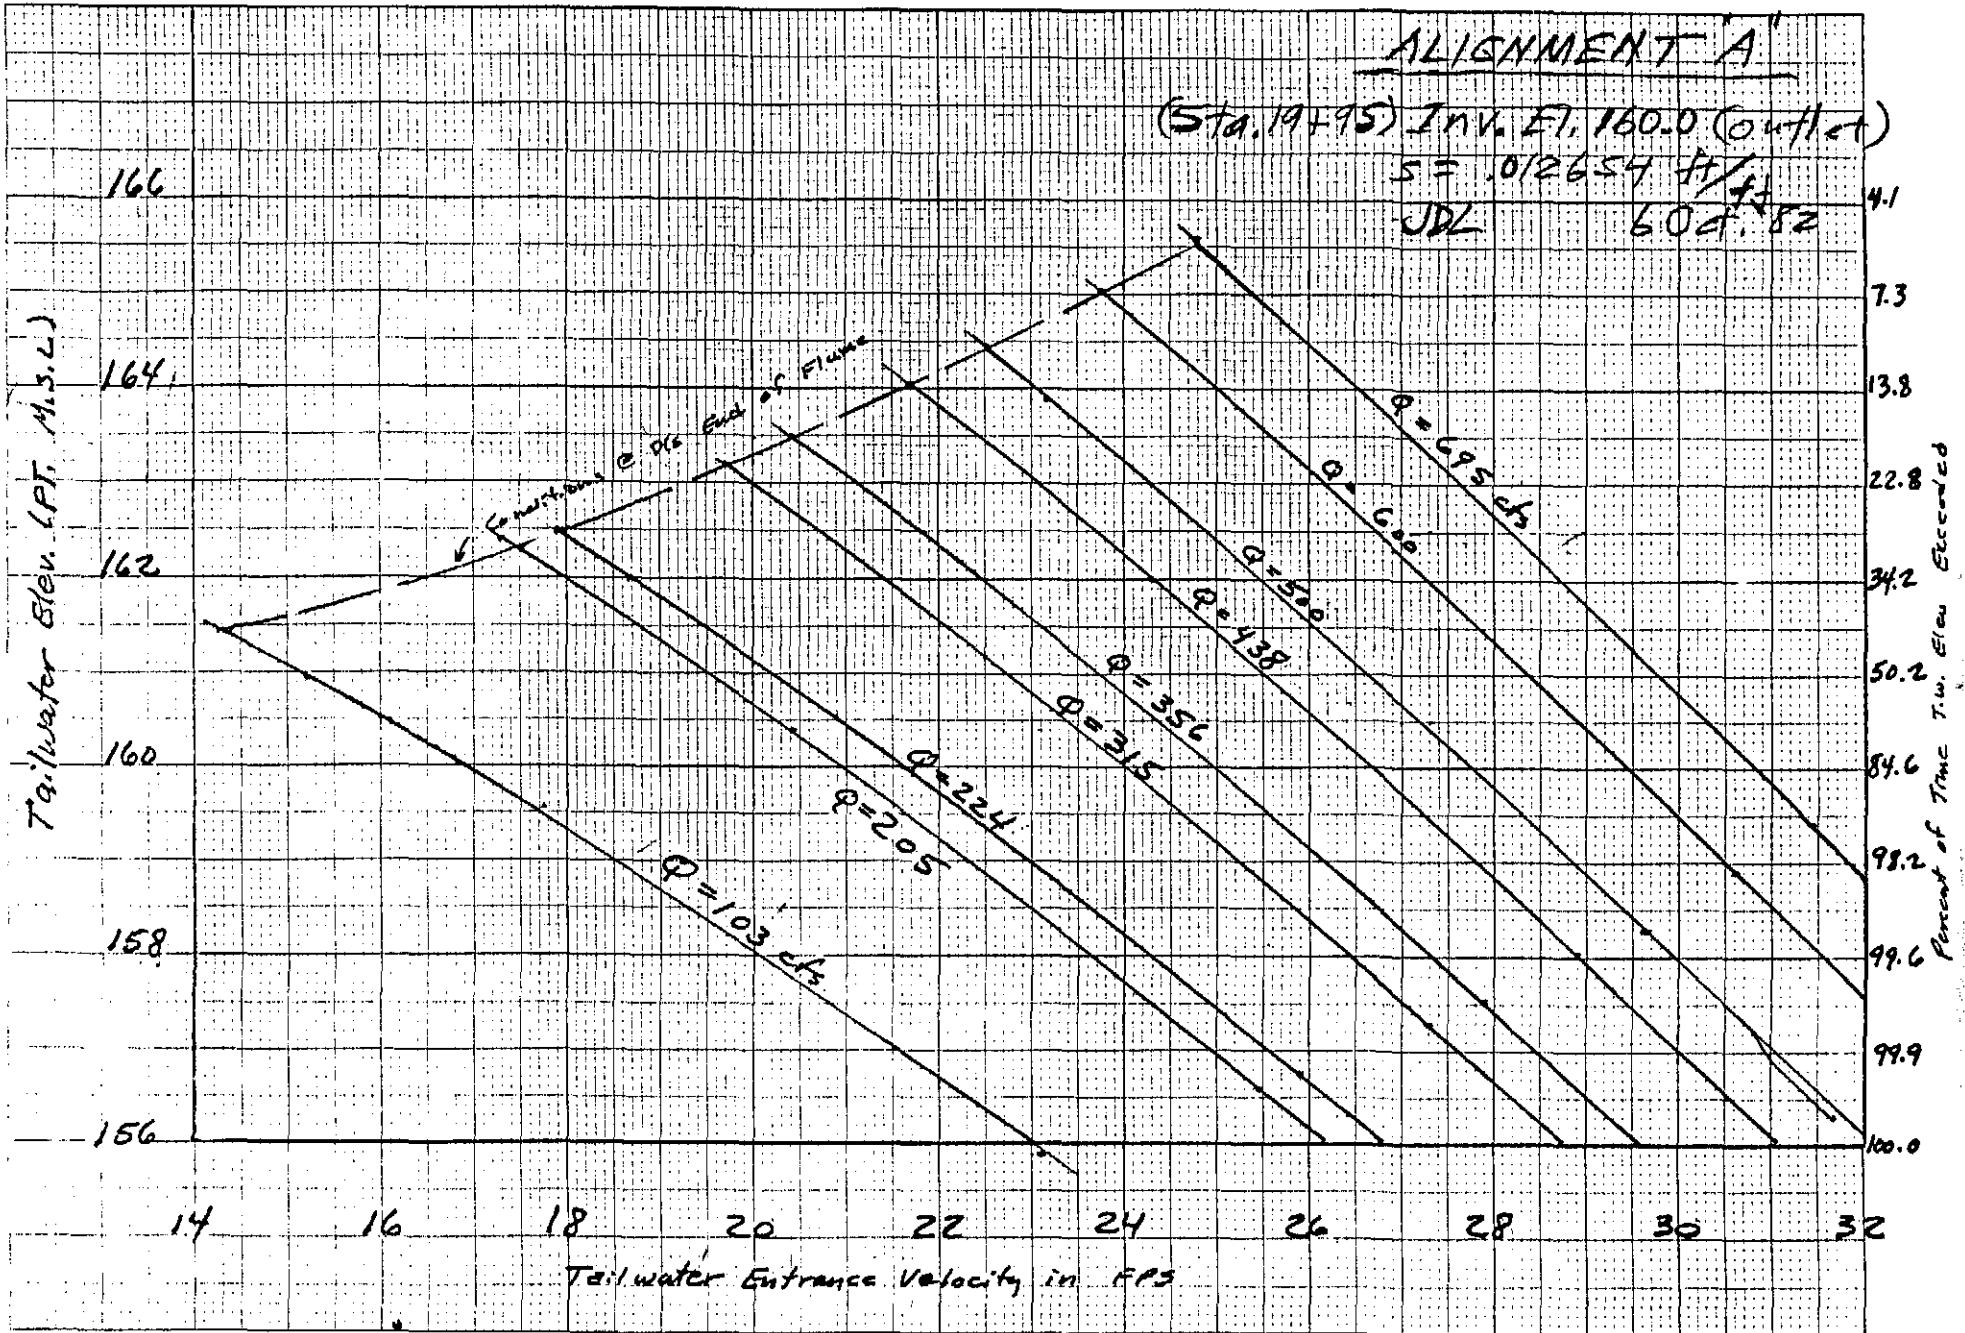 ALIGNMENT "A"
(Sta. 19+95) Inv. El. 160.0 (outlet)
S = .012654 ft/ft
JDL 6 Oct. 82
Tailwater Elev. (FT. M.S.L)
166
164
162
160
158
156
Conditions @ D/S End of Flume
Q = 695 cfs
Q = 600
Q = 500
Q = 438
Q = 356
Q = 315
Q = 224
Q = 205
Q = 103 cfs
4.1
7.3
13.8
22.8
34.2
50.2
84.6
98.2
99.6
99.9
100.0
Percent of Time T.W. Elev Exceeded
14 16 18 20 22 24 26 28 30 32
Tailwater Entrance Velocity in FPS